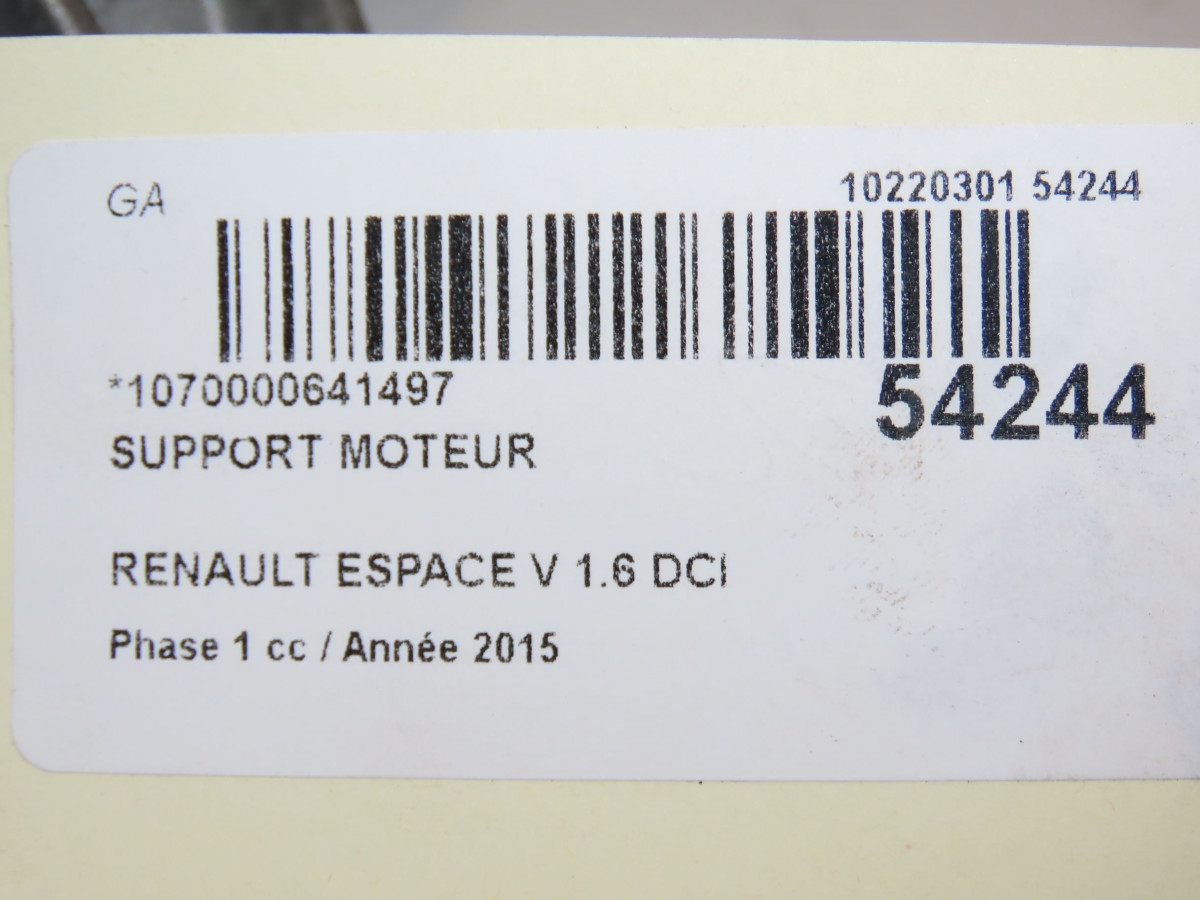 GA
10220301 54244
*1070000641497
54244
SUPPORT MOTEUR
RENAULT ESPACE V 1.6 DCI
Phase 1 cc / Année 2015